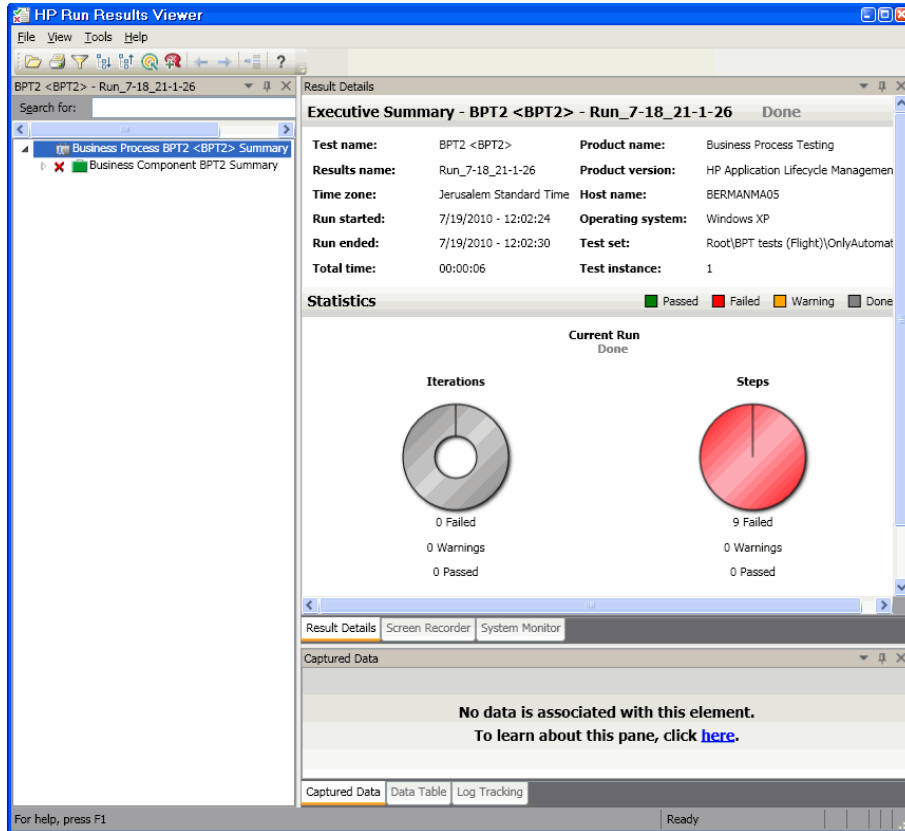 HP Run Results Viewer
File View Tools Help
BPT2 <BPT2> - Run_7-18_21-1-26
Search for:
Business Process BPT2 <BPT2> Summary
Business Component BPT2 Summary
Result Details
Executive Summary - BPT2 <BPT2> - Run_7-18_21-1-26 Done
Test name: BPT2 <BPT2> Product name: Business Process Testing
Results name: Run_7-18_21-1-26 Product version: HP Application Lifecycle Managemen
Time zone: Jerusalem Standard Time Host name: BERMANMA05
Run started: 7/19/2010 - 12:02:24 Operating system: Windows XP
Run ended: 7/19/2010 - 12:02:30 Test set: Root\BPT tests (Flight)\OnlyAutomat
Total time: 00:00:06 Test instance: 1
Statistics Passed Failed Warning Done
Current Run
Done
Iterations Steps
0 Failed 9 Failed
0 Warnings 0 Warnings
0 Passed 0 Passed
Result Details Screen Recorder System Monitor
Captured Data
No data is associated with this element.
To learn about this pane, click here.
Captured Data Data Table Log Tracking
For help, press F1 Ready